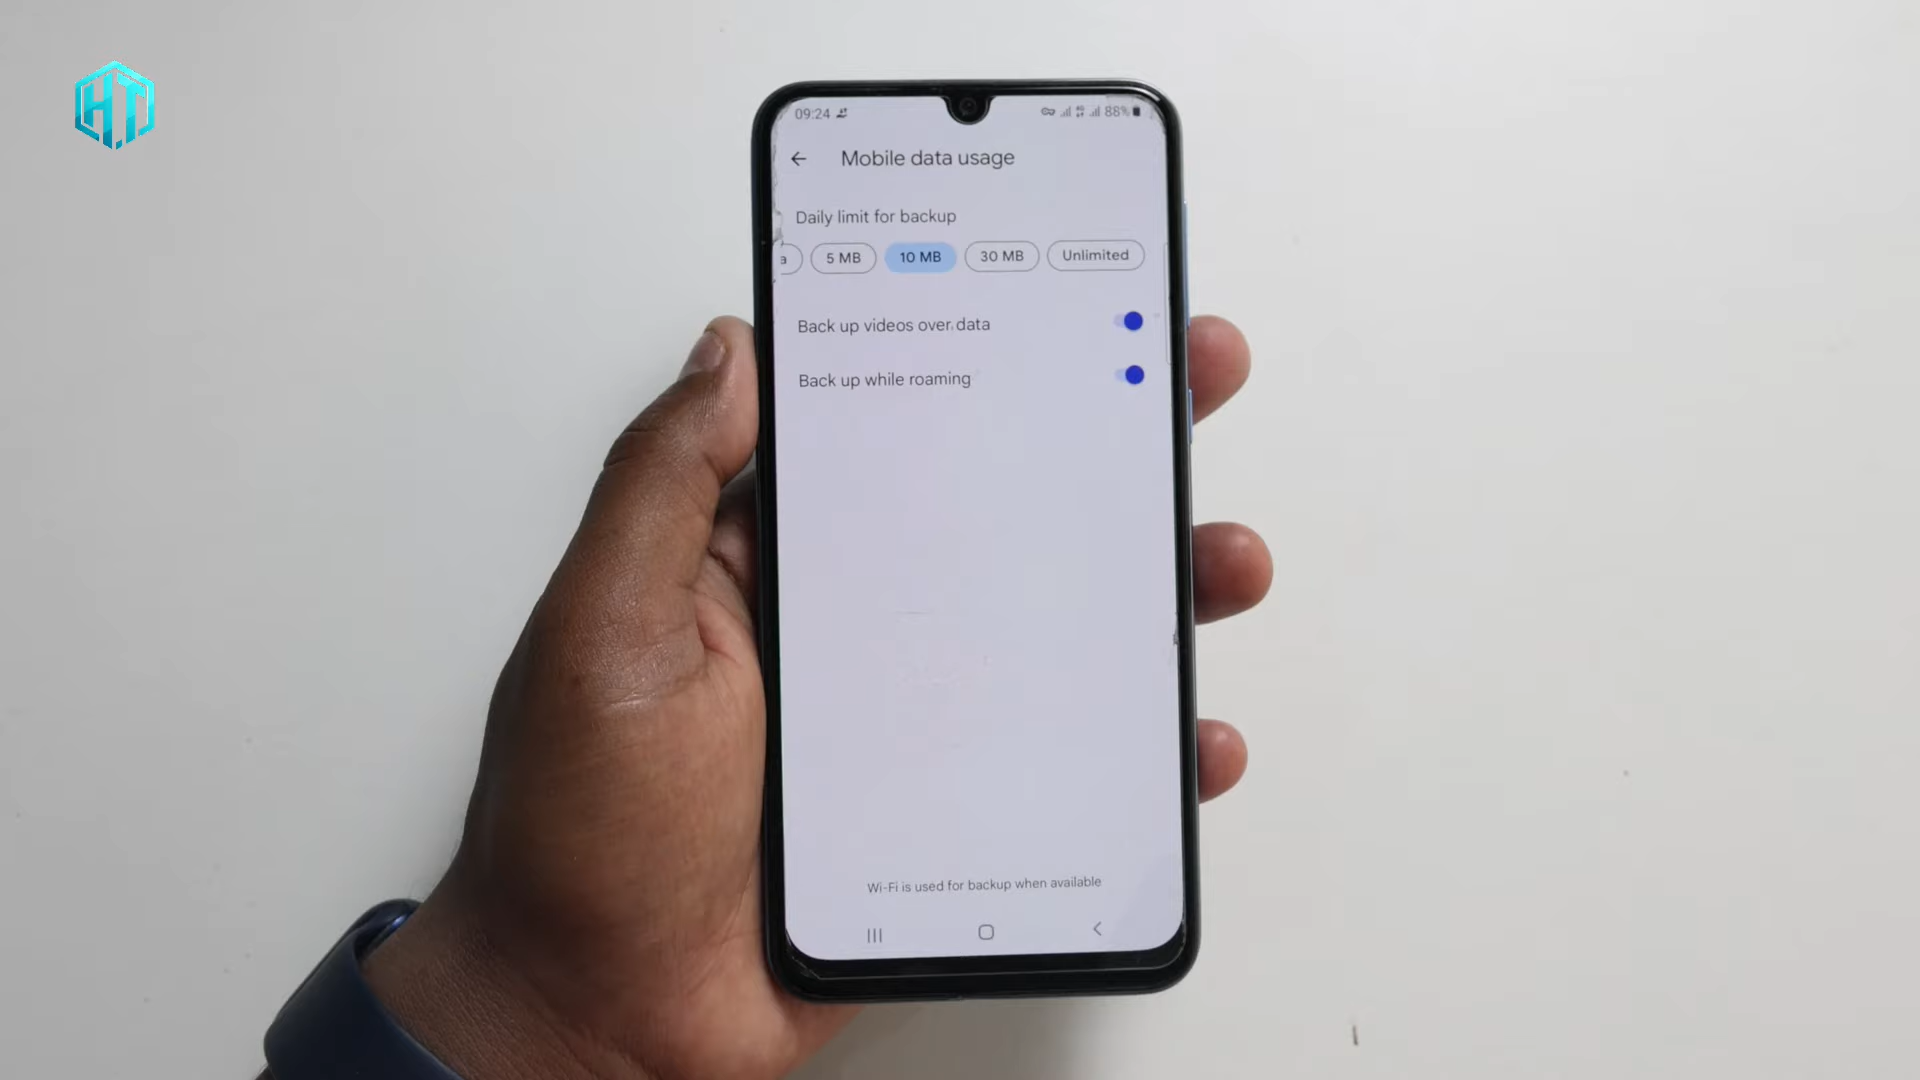 HT
09:24 88%
Mobile data usage
Daily limit for backup
a 5 MB 10 MB 30 MB Unlimited
Back up videos over data
Back up while roaming
Wi-Fi is used for backup when available